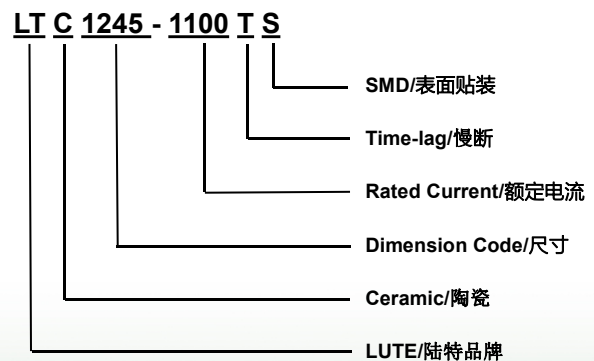 LT C 1245 - 1100 T S
SMD/表面贴装
Time-lag/慢断
Rated Current/额定电流
Dimension Code/尺寸
Ceramic/陶瓷
LUTE/陆特品牌